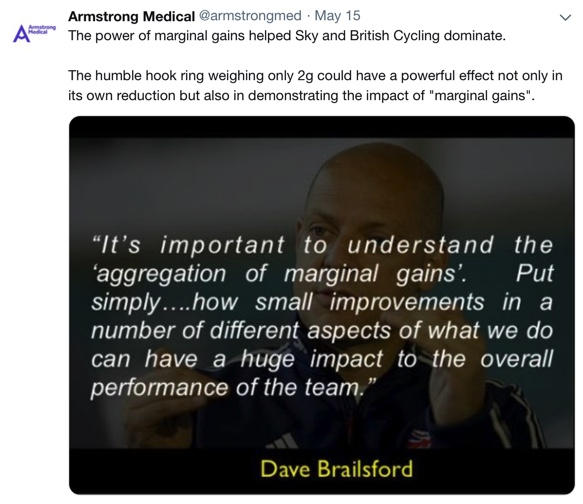 Armstrong Medical @armstrongmed · May 15
Armstrong
Medical
The power of marginal gains helped Sky and British Cycling dominate.
The humble hook ring weighing only 2g could have a powerful effect not only in
its own reduction but also in demonstrating the impact of "marginal gains".
“It’s important to understand the
‘aggregation of marginal gains’. Put
simply....how small improvements in a
number of different aspects of what we do
can have a huge impact to the overall
performance of the team.”
Dave Brailsford